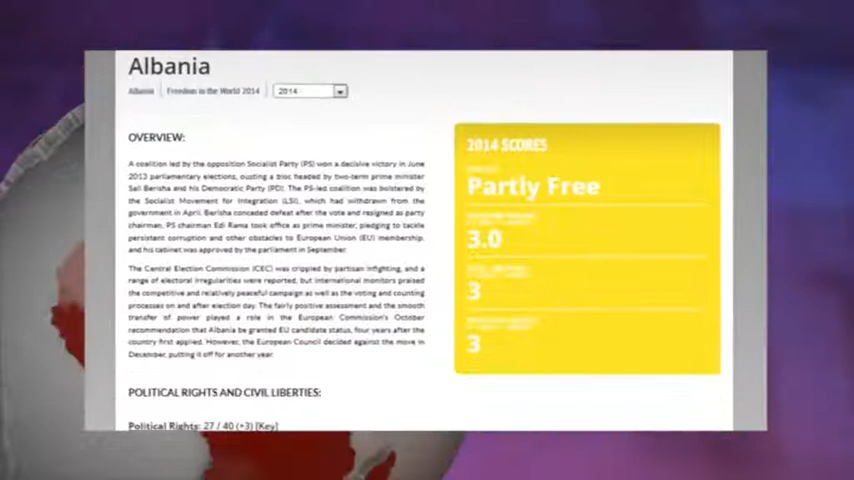 Albania
Albania | Freedom in the World 2014 | 2014
OVERVIEW:
A coalition led by the opposition Socialist Party (PS) won a decisive victory in June
2013 parliamentary elections, ousting a bloc headed by two-term prime minister
Sali Berisha and his Democratic Party (PD). The PS-led coalition was bolstered by
the Socialist Movement for Integration (LSI), which had withdrawn from the
government in April. Berisha conceded defeat after the vote and resigned as party
chairman; PS chairman Edi Rama took office as prime minister, pledging to tackle
persistent corruption and other obstacles to European Union (EU) membership,
and his cabinet was approved by the parliament in September.
The Central Election Commission (CEC) was crippled by partisan infighting, and a
range of electoral irregularities were reported, but international monitors praised
the competitive and relatively peaceful campaign as well as the voting and counting
processes on and after election day. The fairly positive assessment and the smooth
transfer of power played a role in the European Commission's October
recommendation that Albania be granted EU candidate status, four years after the
country first applied. However, the European Council decided against the move in
December, putting it off for another year.
POLITICAL RIGHTS AND CIVIL LIBERTIES:
Political Rights: 27 / 40 (+3) [Key]
2014 SCORES
Partly Free
3.0
3
3